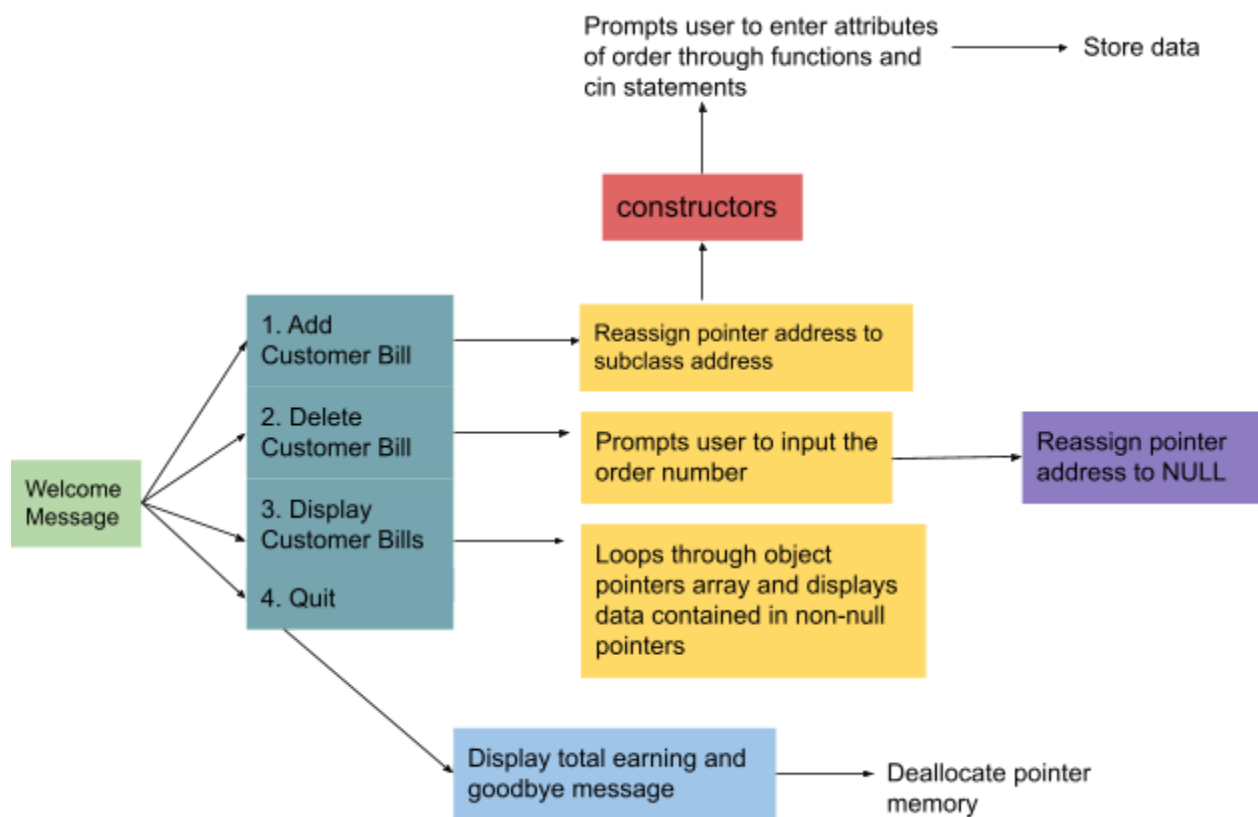 Prompts user to enter attributes
of order through functions and
cin statements
Store data
constructors
1. Add
Customer Bill
Reassign pointer address to
subclass address
2. Delete
Customer Bill
Prompts user to input the
order number
Reassign pointer
address to NULL
Welcome
Message
3. Display
Customer Bills
Loops through object
pointers array and displays
data contained in non-null
pointers
4. Quit
Display total earning and
goodbye message
Deallocate pointer
memory